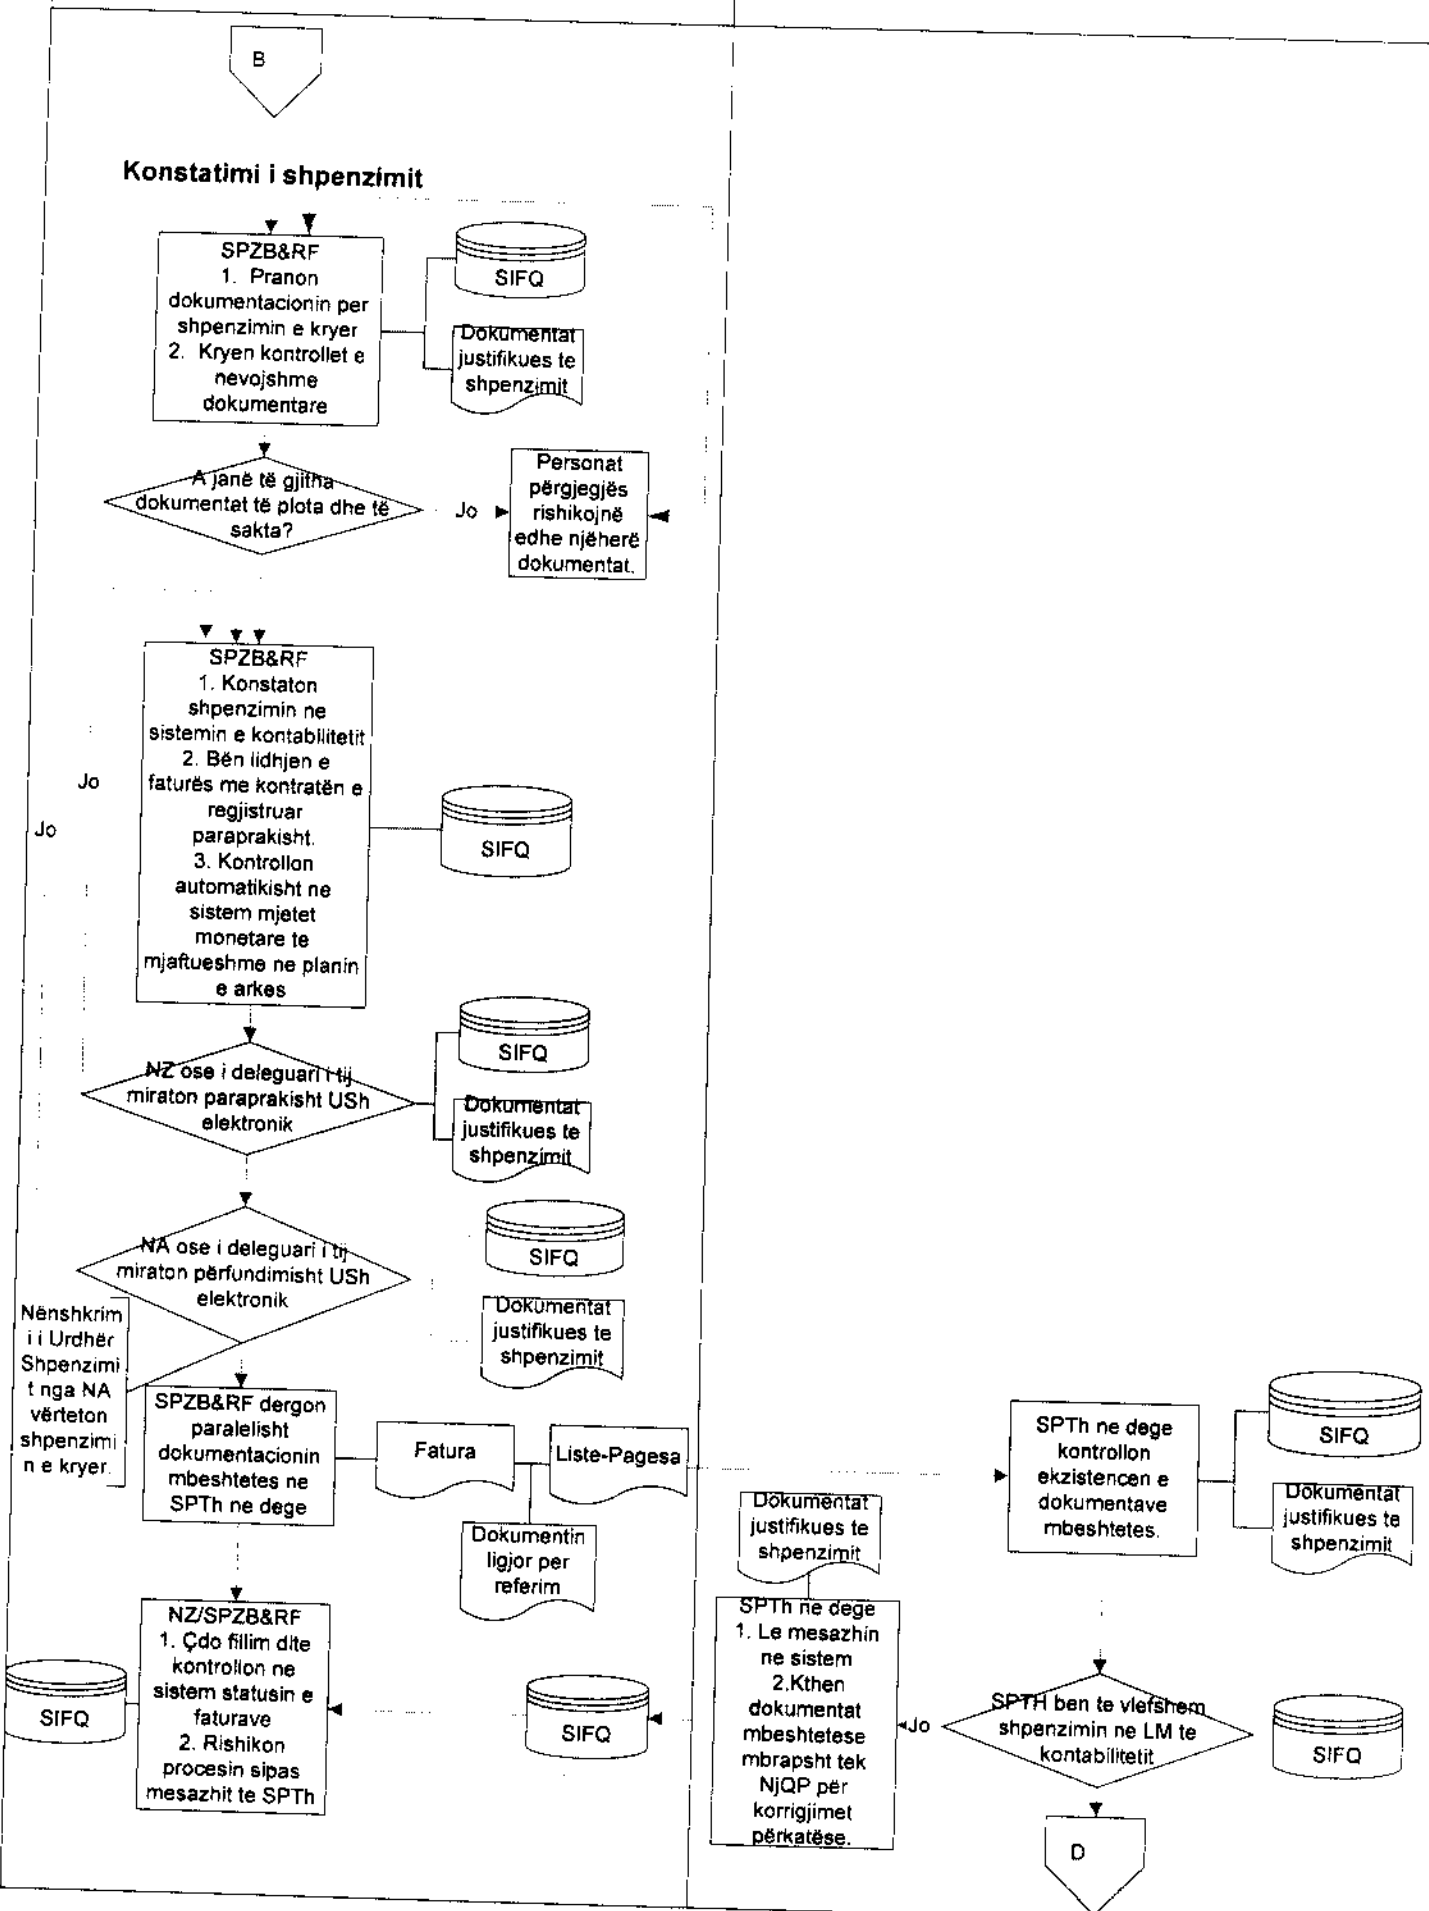 B
Konstatimi i shpenzimit
SPZB&RF
1. Pranon
dokumentacionin per
shpenzimin e kryer
2. Kryen kontrollet e
nevojshme
dokumentare
SIFQ
Dokumentat
justifikues te
shpenzimit
A janë të gjitha
dokumentat të plota dhe të
sakta?
Jo
Personat
përgjegjës
rishikojnë
edhe njëherë
dokumentat.
SPZB&RF
1. Konstaton
shpenzimin ne
sistemin e kontabilitetit
2. Bën lidhjen e
faturës me kontratën e
regjistruar
paraprakisht.
3. Kontrollon
automatikisht ne
sistem mjetet
monetare te
mjaftueshme ne planin
e arkes
Jo
Jo
SIFQ
NZ ose i deleguari i tij
miraton paraprakisht USh
elektronik
SIFQ
Dokumentat
justifikues te
shpenzimit
NA ose i deleguari i tij
miraton përfundimisht USh
elektronik
SIFQ
Dokumentat
justifikues te
shpenzimit
Nënshkrim
i i Urdhër
Shpenzimi
t nga NA
vërteton
shpenzimi
n e kryer.
SPZB&RF dergon
paralelisht
dokumentacionin
mbeshtetes ne
SPTh ne dege
Fatura
Liste-Pagesa
Dokumentin
ligjor per
referim
SPTh ne dege
kontrollon
ekzistencen e
dokumentave
mbeshtetes.
SIFQ
Dokumentat
justifikues te
shpenzimit
Dokumentat
justifikues te
shpenzimit
NZ/SPZB&RF
1. Çdo fillim dite
kontrollon ne
sistem statusin e
faturave
2. Rishikon
procesin sipas
mesazhit te SPTh
SIFQ
SIFQ
SPTh ne dege
1. Le mesazhin
ne sistem
2.Kthen
dokumentat
mbeshtetese
mbrapsht tek
NjQP për
korrigjimet
përkatëse.
Jo
SPTH ben te vlefshem
shpenzimin ne LM te
kontabilitetit
SIFQ
D